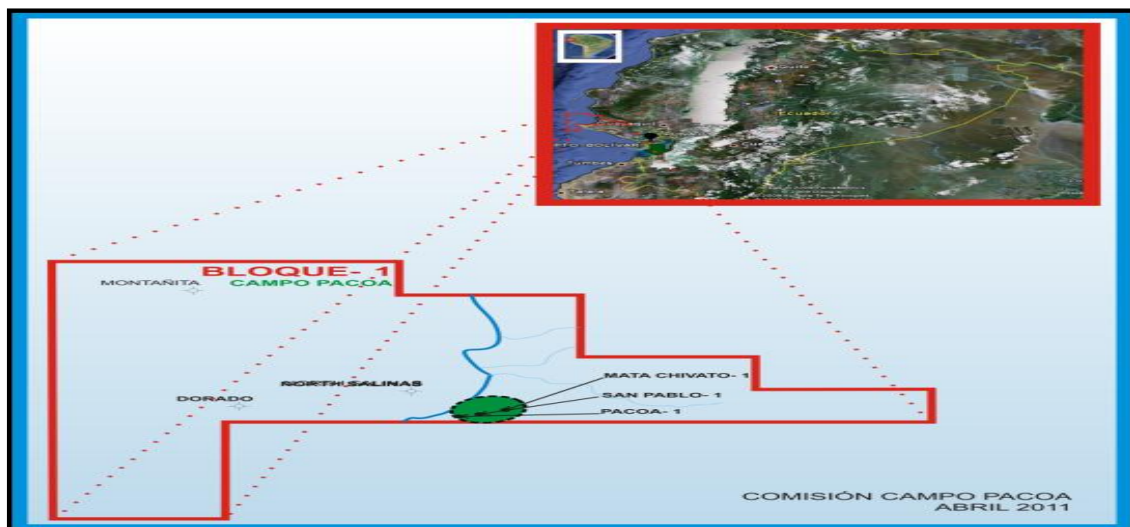 ECUADOR
TUMBES
BLOQUE- 1
MONTAÑITA
CAMPO PACOA
MATA CHIVATO- 1
NORTH SALINAS
SAN PABLO- 1
DORADO
PACOA- 1
COMISIÓN CAMPO PACOA
ABRIL 2011